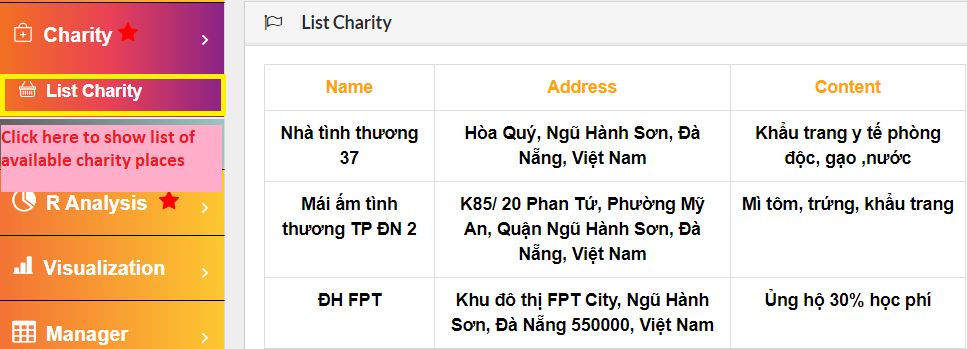 Charity
List Charity
Click here to show list of
available charity places
R Analysis
Visualization
Manager
List Charity
Name
Address
Content
Nhà tình thương
37
Hòa Quý, Ngũ Hành Sơn, Đà
Nẵng, Việt Nam
Khẩu trang y tế phòng
độc, gạo ,nước
Mái ấm tình
thương TP ĐN 2
K85/ 20 Phan Tứ, Phường Mỹ
An, Quận Ngũ Hành Sơn, Đà
Nẵng, Việt Nam
Mì tôm, trứng, khẩu trang
ĐH FPT
Khu đô thị FPT City, Ngũ Hành
Sơn, Đà Nẵng 550000, Việt Nam
Ủng hộ 30% học phí